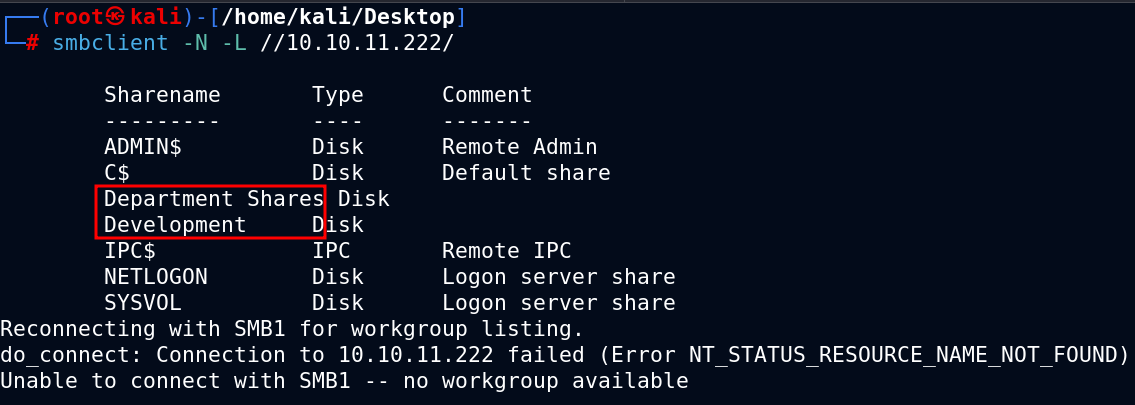 ┌──(root㉿kali)-[/home/kali/Desktop]
└─# smbclient -N -L //10.10.11.222/
Sharename Type Comment
--------- ---- -------
ADMIN$ Disk Remote Admin
C$ Disk Default share
Department Shares Disk
Development Disk
IPC$ IPC Remote IPC
NETLOGON Disk Logon server share
SYSVOL Disk Logon server share
Reconnecting with SMB1 for workgroup listing.
do_connect: Connection to 10.10.11.222 failed (Error NT_STATUS_RESOURCE_NAME_NOT_FOUND)
Unable to connect with SMB1 -- no workgroup available